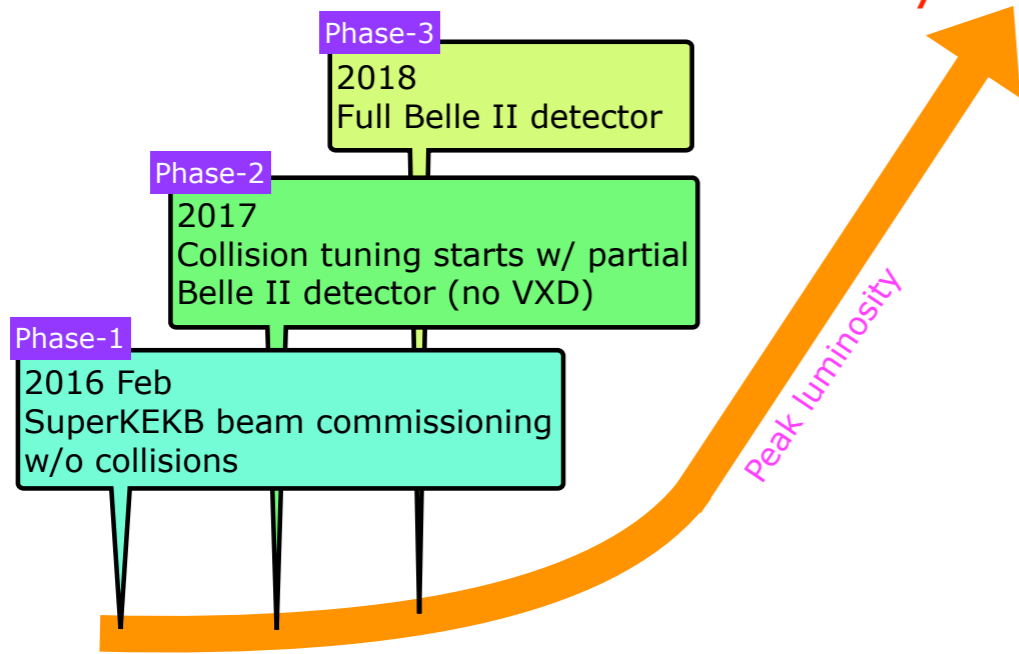 Phase-3
2018
Full Belle II detector
Phase-2
2017
Collision tuning starts w/ partial
Belle II detector (no VXD)
Phase-1
2016 Feb
SuperKEKB beam commissioning
w/o collisions
Peak luminosity